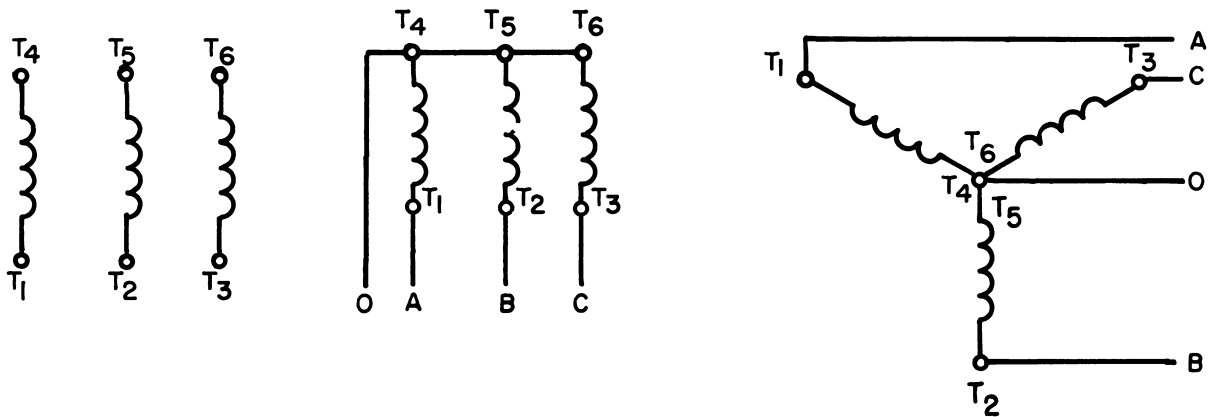 T4 T5 T6
T1 T2 T3
T4 T5 T6
T1 T2 T3
O A B C
A
T1 T3
C
T6
T4 O
T5
B
T2